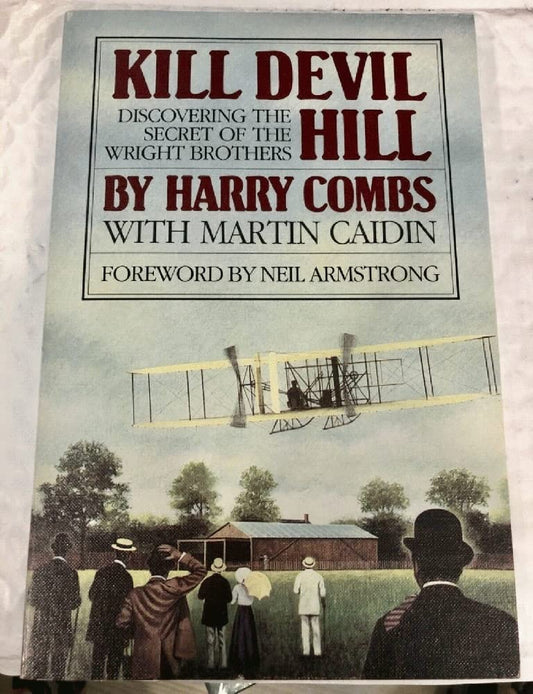 KILL DEVIL
DISCOVERING THE
SECRET OF THE
WRIGHT BROTHERS
HILL
BY HARRY COMBS
WITH MARTIN CAIDIN
FOREWORD BY NEIL ARMSTRONG